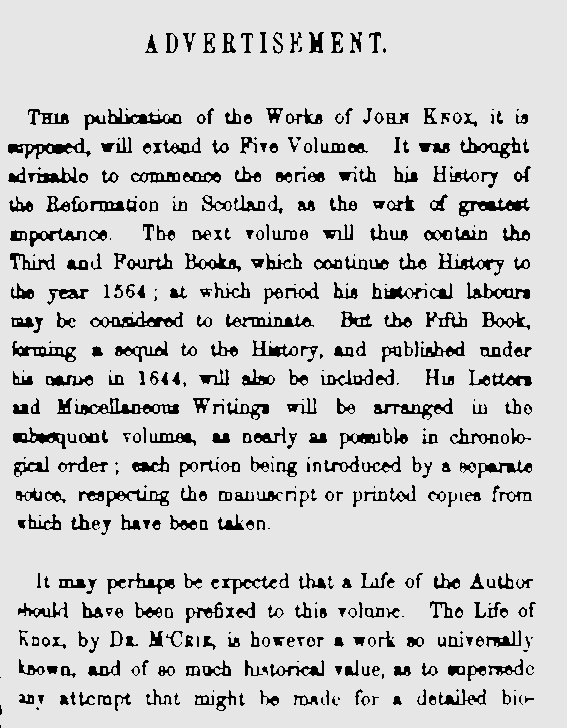 ADVERTISEMENT.
This publication of the Works of John Knox, it is
supposed, will extend to Five Volumes. It was thought
advisable to commence the series with his History of
the Reformation in Scotland, as the work of greatest
importance. The next volume will thus contain the
Third and Fourth Books, which continue the History to
the year 1564; at which period his historical labours
may be considered to terminate. But the Fifth Book,
forming a sequel to the History, and published under
his name in 1644, will also be included. His Letters
and Miscellaneous Writings will be arranged in the
subsequent volumes, as nearly as possible in chronolo-
gical order; each portion being introduced by a separate
notice, respecting the manuscript or printed copies from
which they have been taken.
It may perhaps be expected that a Life of the Author
should have been prefixed to this volume. The Life of
Knox, by Dr. M'Crie, is however a work so universally
known, and of so much historical value, as to supersede
any attempt that might be made for a detailed bio-